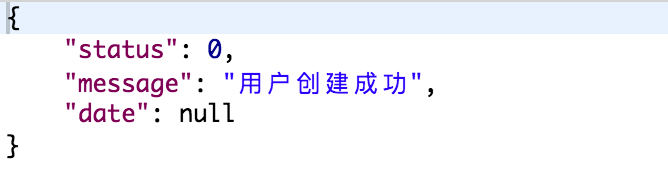 {
    "status": 0,
    "message": "用户创建成功",
    "date": null
}